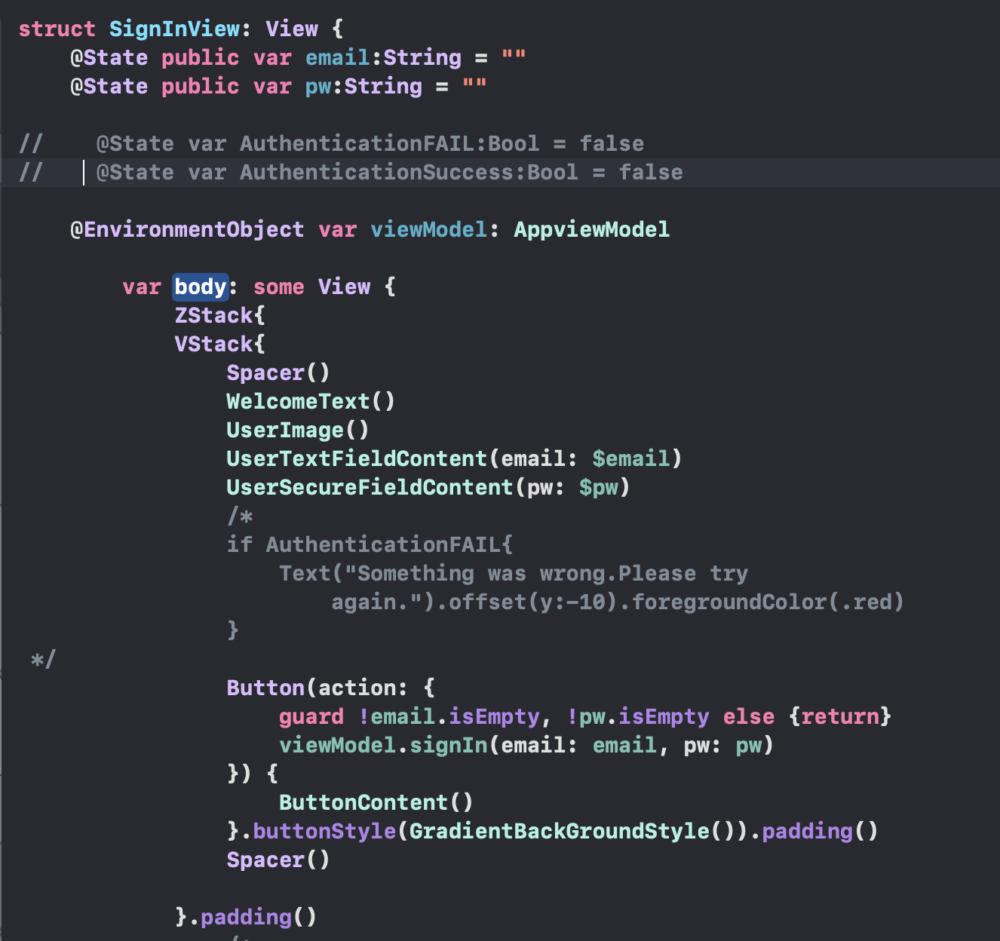 struct SignInView: View {
    @State public var email:String = ""
    @State public var pw:String = ""
//    @State var AuthenticationFAIL:Bool = false
//    @State var AuthenticationSuccess:Bool = false
    @EnvironmentObject var viewModel: AppviewModel
        var body: some View {
            ZStack{
            VStack{
                Spacer()
                WelcomeText()
                UserImage()
                UserTextFieldContent(email: $email)
                UserSecureFieldContent(pw: $pw)
                /*
                if AuthenticationFAIL{
                    Text("Something was wrong.Please try
                        again.").offset(y:-10).foregroundColor(.red)
                }
 */
                Button(action: {
                    guard !email.isEmpty, !pw.isEmpty else {return}
                    viewModel.signIn(email: email, pw: pw)
                }) {
                    ButtonContent()
                }.buttonStyle(GradientBackGroundStyle()).padding()
                Spacer()
            }.padding()